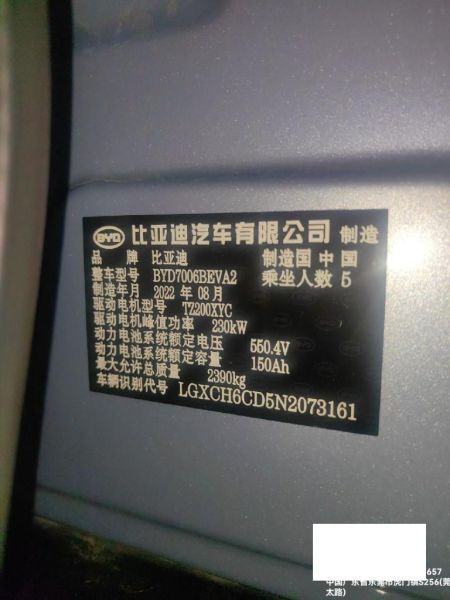 BYD 比亚迪汽车有限公司 制造
品牌 比亚迪 制造国 中国
整车型号 BYD7006BEVA2 乘坐人数 5
制造年月 2022 年 08 月
驱动电机型号 TZ200XYC
驱动电机峰值功率 230kW
动力电池系统额定电压 550.4V
动力电池系统额定容量 150Ah
最大允许总质量 2390kg
车辆识别代号 LGXCH6CD5N2073161
657
中国广东省东莞市虎门镇S256(莞
太路)